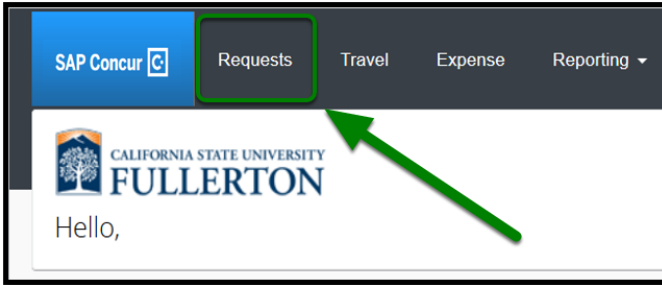 SAP Concur C Requests Travel Expense Reporting
CALIFORNIA STATE UNIVERSITY
FULLERTON
Hello,